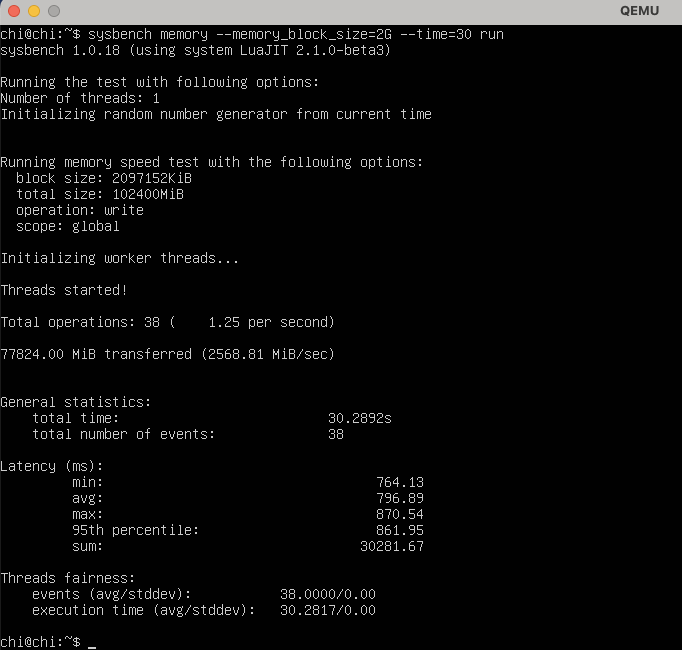 QEMU
chi@chi:~$ sysbench memory --memory_block_size=2G --time=30 run
sysbench 1.0.18 (using system LuaJIT 2.1.0-beta3)
Running the test with following options:
Number of threads: 1
Initializing random number generator from current time
Running memory speed test with the following options:
block size: 2097152KiB
total size: 102400MiB
operation: write
scope: global
Initializing worker threads...
Threads started!
Total operations: 38 (    1.25 per second)
77824.00 MiB transferred (2568.81 MiB/sec)
General statistics:
total time:                          30.2892s
total number of events:              38
Latency (ms):
min:                                  764.13
avg:                                  796.89
max:                                  870.54
95th percentile:                      861.95
sum:                                30281.67
Threads fairness:
events (avg/stddev):           38.0000/0.00
execution time (avg/stddev):   30.2817/0.00
chi@chi:~$ _